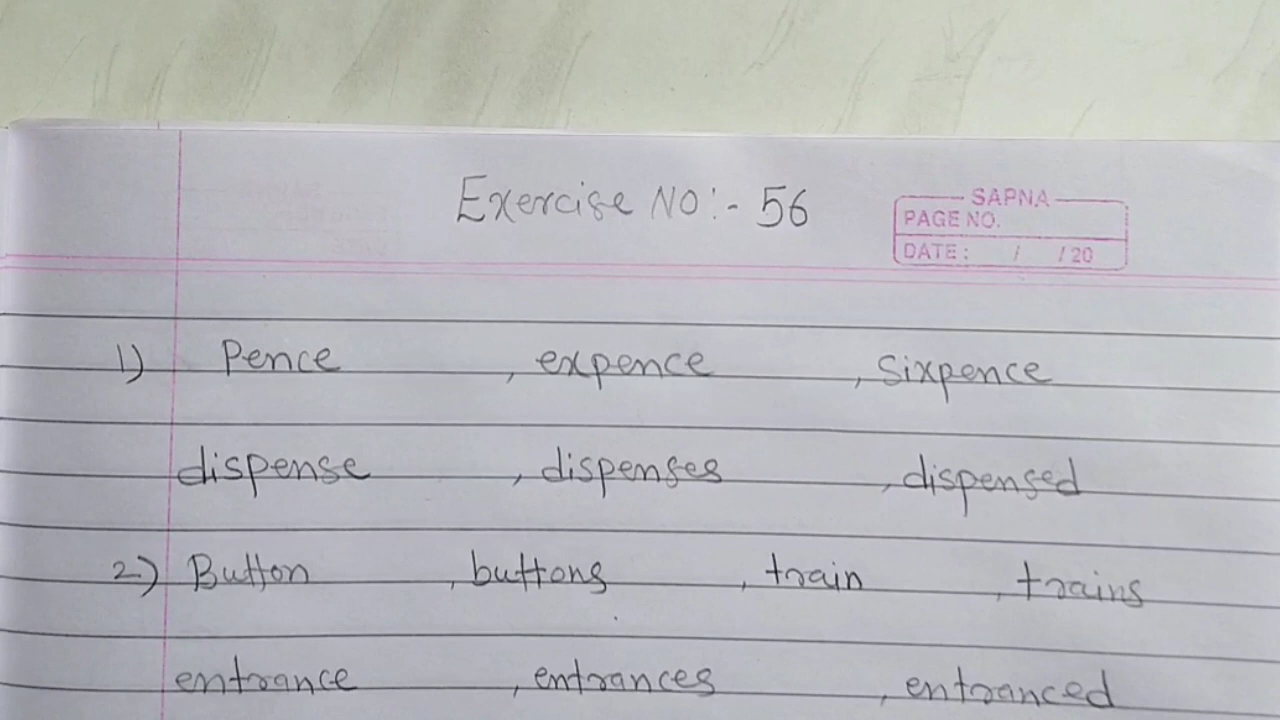 Exercise NO:- 56
SAPNA
PAGE NO.
DATE : / / 20
1) Pence , expence , Sixpence
dispense , dispenses , dispensed
2) Button , buttons , train , trains
entrance , entrances , entranced